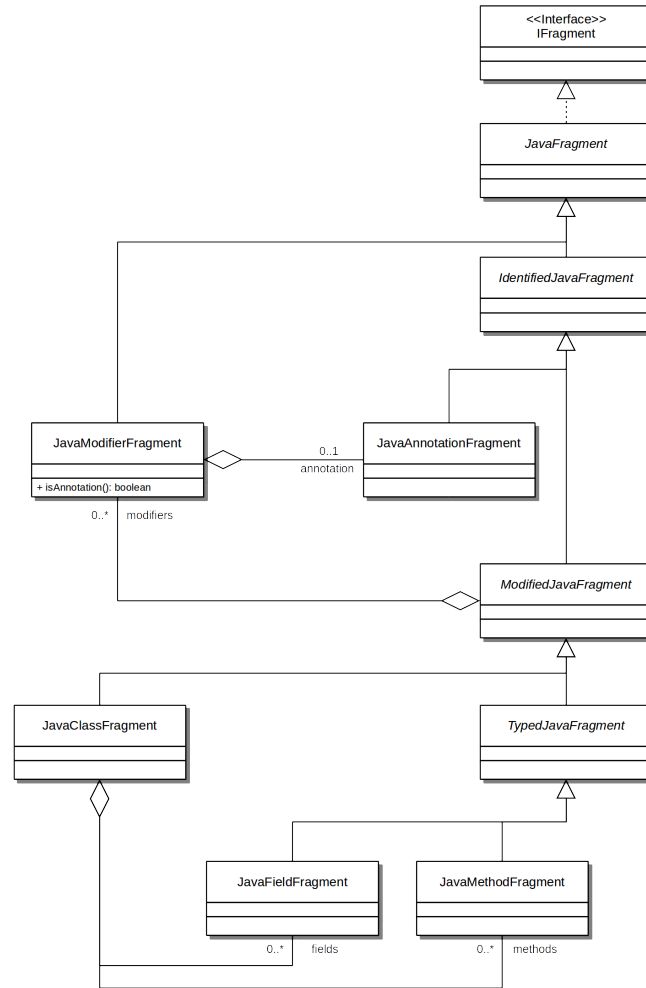 <<Interface>>
IFragment
JavaFragment
IdentifiedJavaFragment
JavaModifierFragment
+ isAnnotation(): boolean
0..1
annotation
JavaAnnotationFragment
0..* modifiers
ModifiedJavaFragment
JavaClassFragment
TypedJavaFragment
JavaFieldFragment
JavaMethodFragment
0..* fields
0..* methods